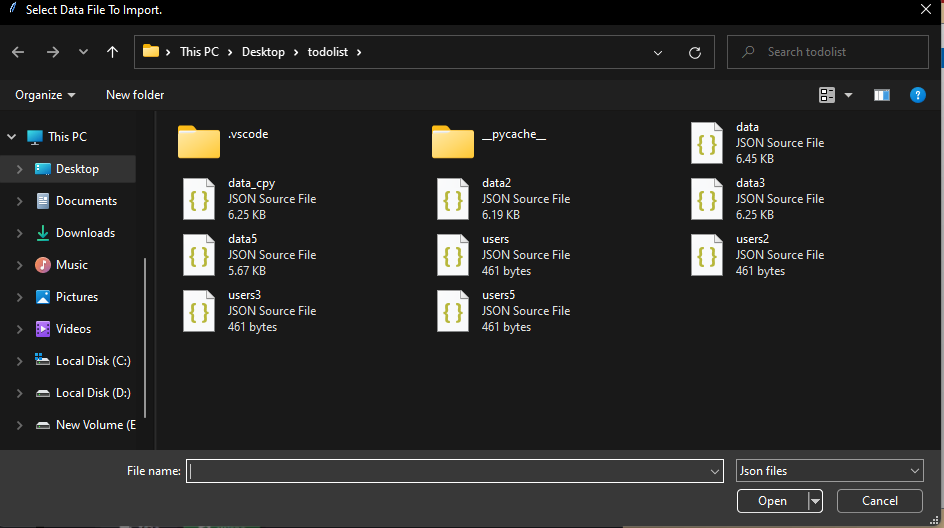 Select Data File To Import.
This PC Desktop todolist
Search todolist
Organize
New folder
This PC
Desktop
Documents
Downloads
Music
Pictures
Videos
Local Disk (C:)
Local Disk (D:)
New Volume (E
.vscode
__pycache__
data
JSON Source File
6.45 KB
data_cpy
JSON Source File
6.25 KB
data2
JSON Source File
6.19 KB
data3
JSON Source File
6.25 KB
data5
JSON Source File
5.67 KB
users
JSON Source File
461 bytes
users2
JSON Source File
461 bytes
users3
JSON Source File
461 bytes
users5
JSON Source File
461 bytes
File name:
Json files
Open
Cancel